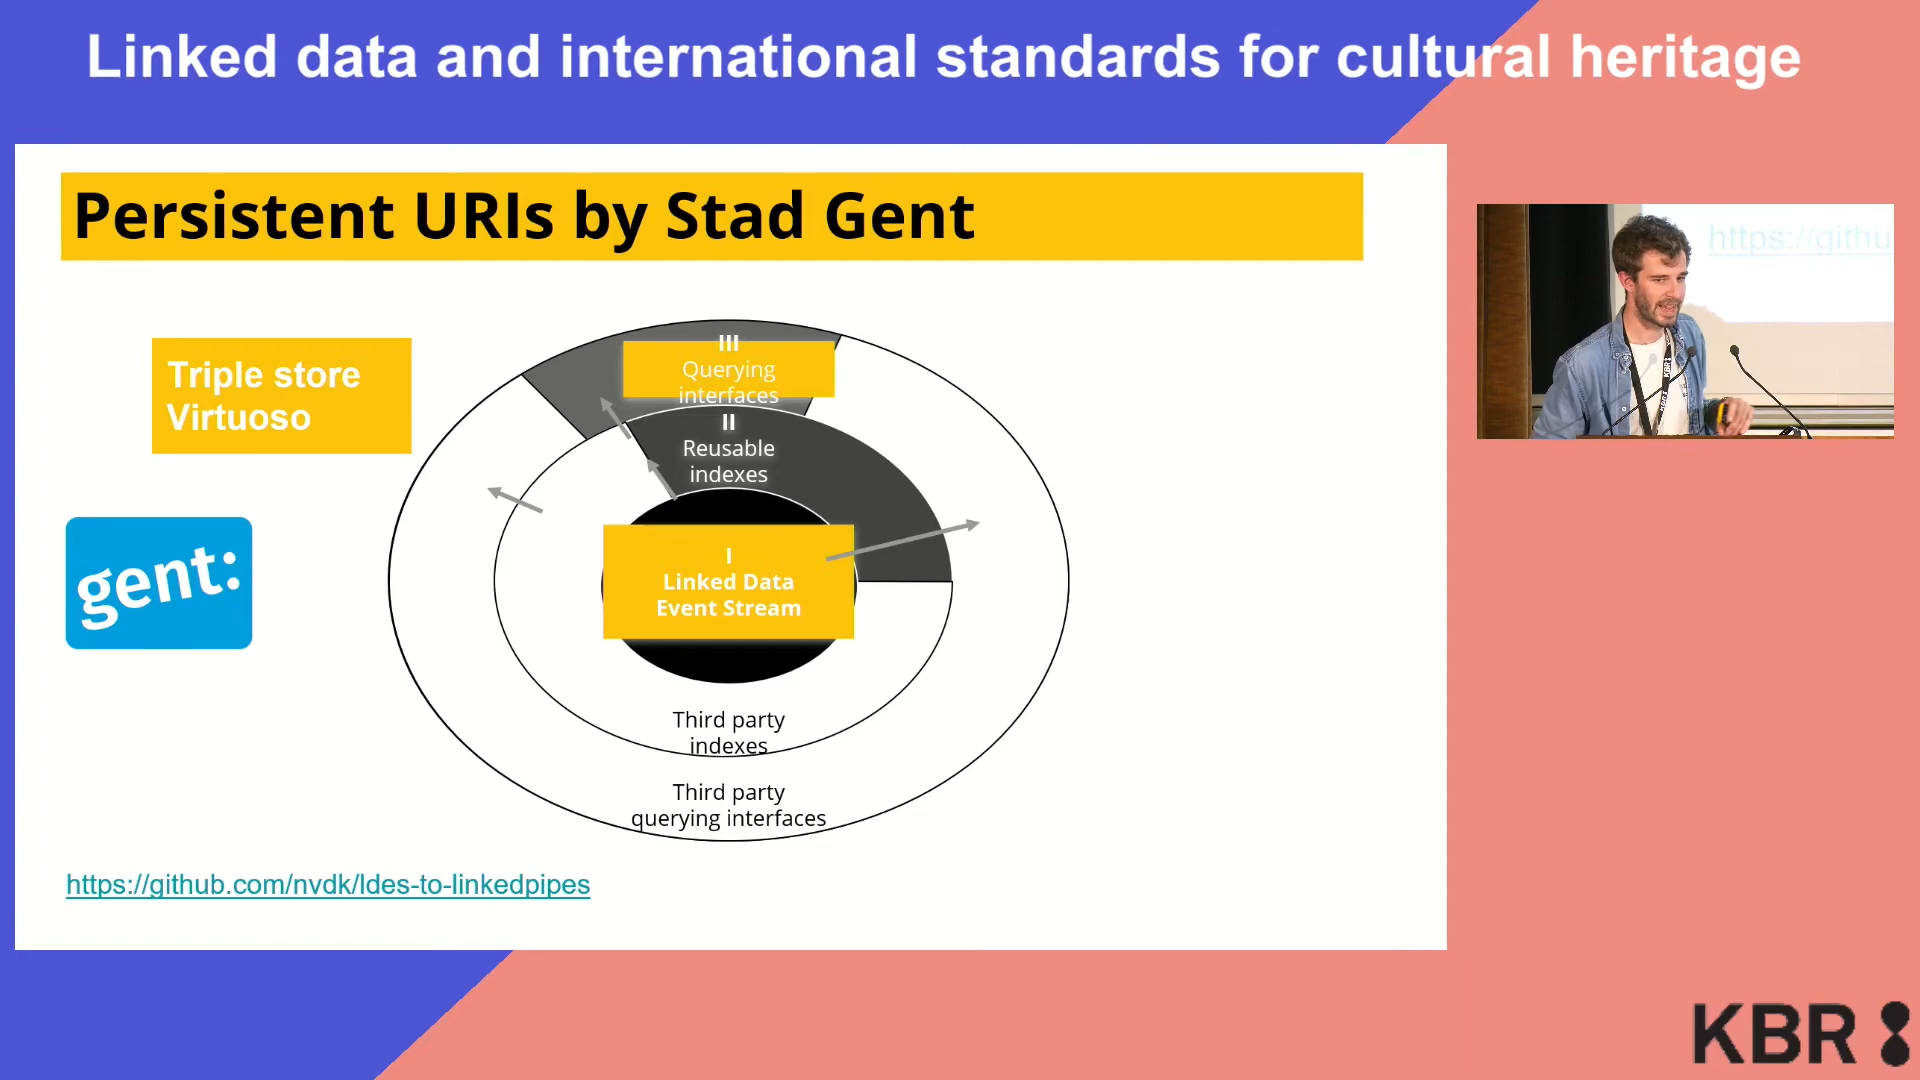 Linked data and international standards for cultural heritage
Persistent URIs by Stad Gent
Triple store
Virtuoso
gent:
III
Querying
interfaces
II
Reusable
indexes
I
Linked Data
Event Stream
Third party
indexes
Third party
querying interfaces
https://github.com/nvdk/ldes-to-linkedpipes
https://githu
KBR